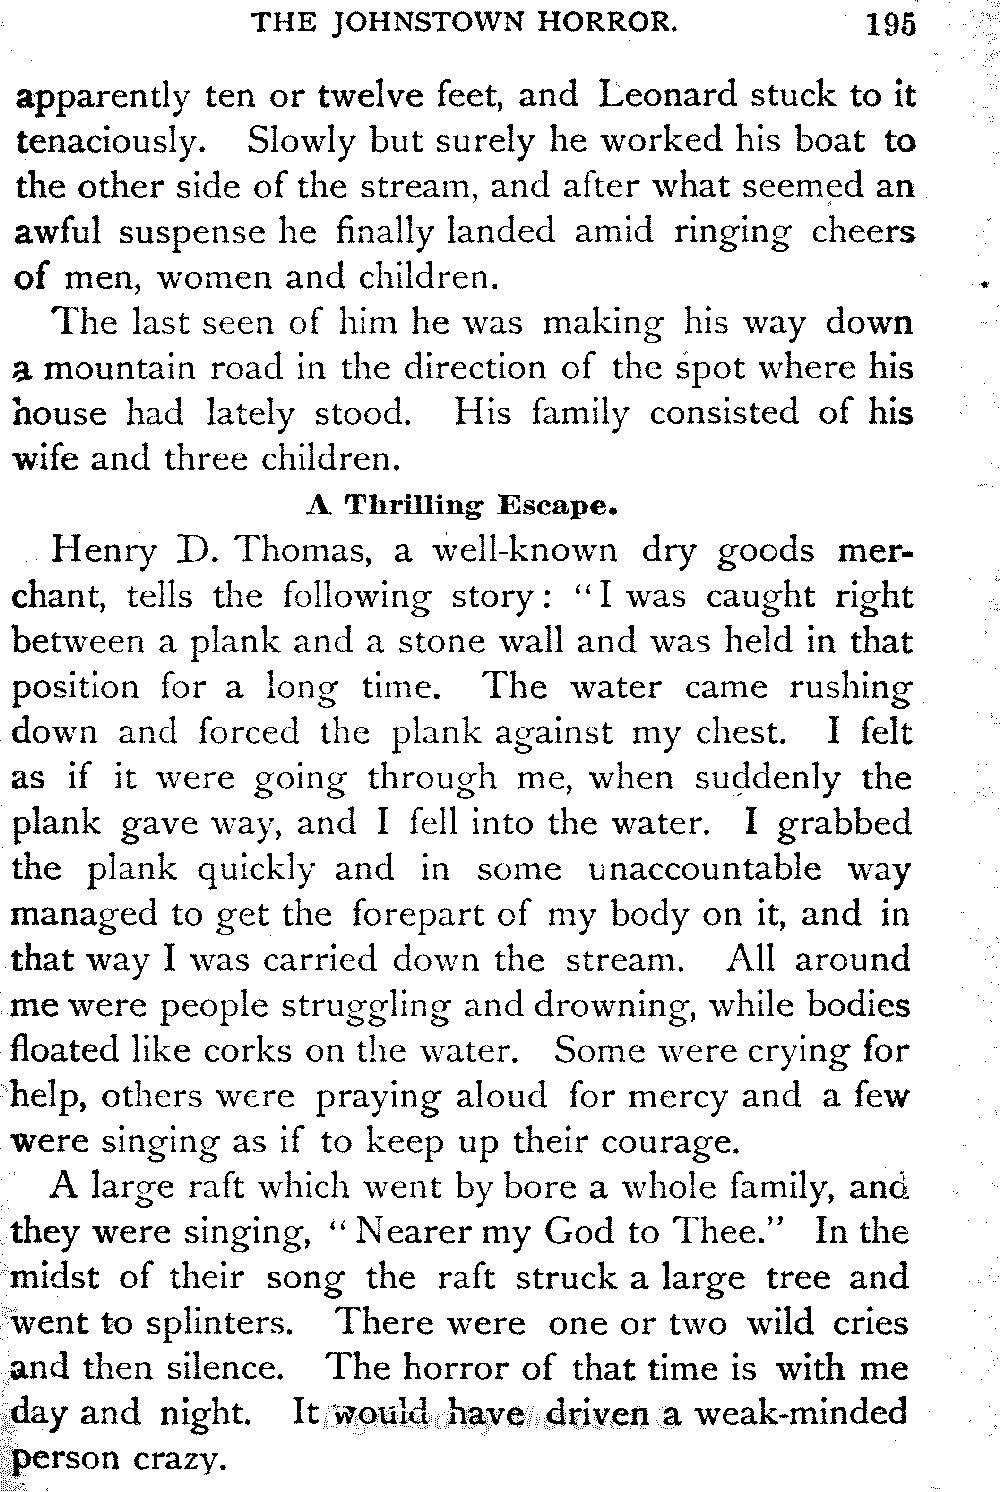 THE JOHNSTOWN HORROR. 195
apparently ten or twelve feet, and Leonard stuck to it
tenaciously. Slowly but surely he worked his boat to
the other side of the stream, and after what seemed an
awful suspense he finally landed amid ringing cheers
of men, women and children.
The last seen of him he was making his way down
a mountain road in the direction of the spot where his
house had lately stood. His family consisted of his
wife and three children.
A Thrilling Escape.
Henry D. Thomas, a well-known dry goods mer-
chant, tells the following story: "I was caught right
between a plank and a stone wall and was held in that
position for a long time. The water came rushing
down and forced the plank against my chest. I felt
as if it were going through me, when suddenly the
plank gave way, and I fell into the water. I grabbed
the plank quickly and in some unaccountable way
managed to get the forepart of my body on it, and in
that way I was carried down the stream. All around
me were people struggling and drowning, while bodies
floated like corks on the water. Some were crying for
help, others were praying aloud for mercy and a few
were singing as if to keep up their courage.
A large raft which went by bore a whole family, and
they were singing, "Nearer my God to Thee." In the
midst of their song the raft struck a large tree and
went to splinters. There were one or two wild cries
and then silence. The horror of that time is with me
day and night. It would have driven a weak-minded
person crazy.